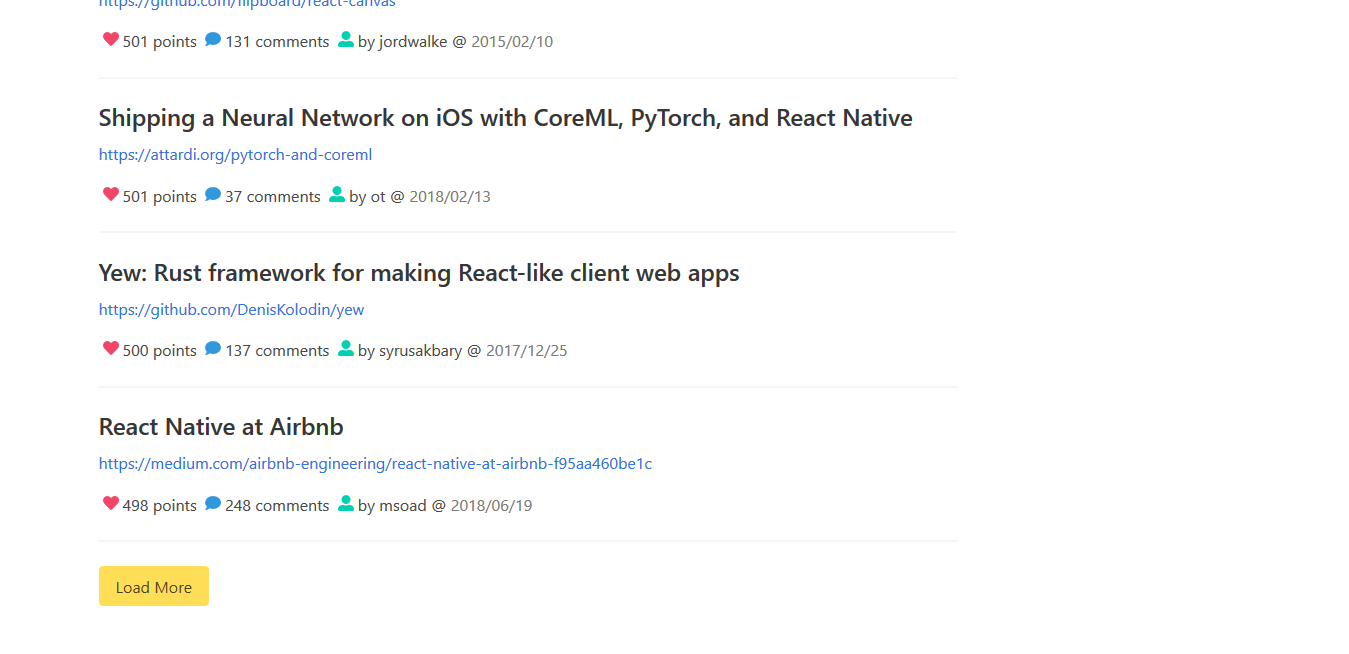 https://github.com/flipboard/react-canvas
501 points 131 comments by jordwalke @ 2015/02/10
Shipping a Neural Network on iOS with CoreML, PyTorch, and React Native
https://attardi.org/pytorch-and-coreml
501 points 37 comments by ot @ 2018/02/13
Yew: Rust framework for making React-like client web apps
https://github.com/DenisKolodin/yew
500 points 137 comments by syrusakbary @ 2017/12/25
React Native at Airbnb
https://medium.com/airbnb-engineering/react-native-at-airbnb-f95aa460be1c
498 points 248 comments by msoad @ 2018/06/19
Load More